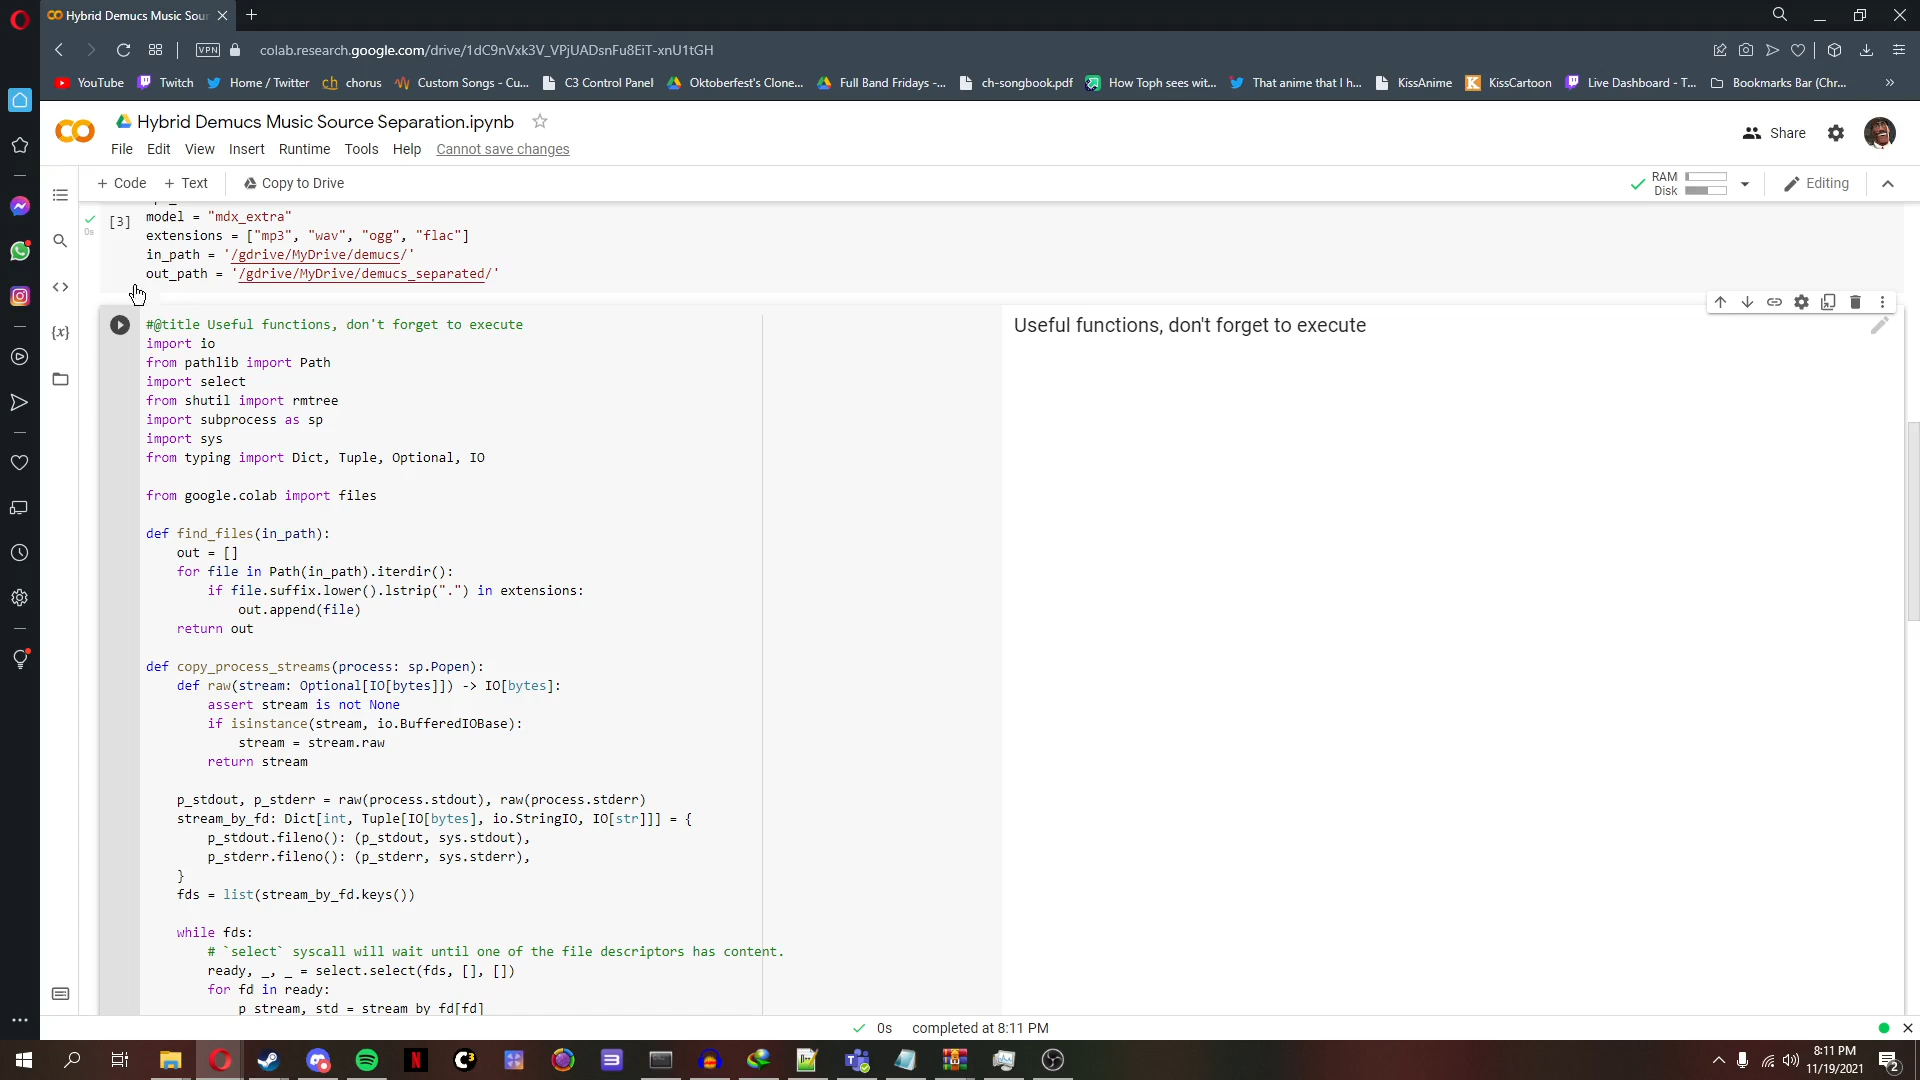 Hybrid Demucs Music Sour
VPN
colab.research.google.com/drive/1dC9nVxk3V_VPjUADsnFu8EiT-xnU1tGH
YouTube
Twitch
Home / Twitter
chorus
Custom Songs - Cu...
C3 Control Panel
Oktoberfest's Clone...
Full Band Fridays -...
ch-songbook.pdf
How Toph sees wit...
That anime that I h...
KissAnime
KissCartoon
Live Dashboard - T...
Bookmarks Bar (Chr...
Hybrid Demucs Music Source Separation.ipynb
Share
File Edit View Insert Runtime Tools Help Cannot save changes
+ Code + Text Copy to Drive
RAM
Disk
Editing
[3]
0s
model = "mdx_extra"
extensions = ["mp3", "wav", "ogg", "flac"]
in_path = '/gdrive/MyDrive/demucs/'
out_path = '/gdrive/MyDrive/demucs_separated/'
#@title Useful functions, don't forget to execute
import io
from pathlib import Path
import select
from shutil import rmtree
import subprocess as sp
import sys
from typing import Dict, Tuple, Optional, IO
from google.colab import files
def find_files(in_path):
out = []
for file in Path(in_path).iterdir():
if file.suffix.lower().lstrip(".") in extensions:
out.append(file)
return out
def copy_process_streams(process: sp.Popen):
def raw(stream: Optional[IO[bytes]]) -> IO[bytes]:
assert stream is not None
if isinstance(stream, io.BufferedIOBase):
stream = stream.raw
return stream
p_stdout, p_stderr = raw(process.stdout), raw(process.stderr)
stream_by_fd: Dict[int, Tuple[IO[bytes], io.StringIO, IO[str]]] = {
p_stdout.fileno(): (p_stdout, sys.stdout),
p_stderr.fileno(): (p_stderr, sys.stderr),
}
fds = list(stream_by_fd.keys())
while fds:
# `select` syscall will wait until one of the file descriptors has content.
ready, _, _ = select.select(fds, [], [])
for fd in ready:
p_stream, std = stream_by_fd[fd]
Useful functions, don't forget to execute
0s completed at 8:11 PM
8:11 PM
11/19/2021
2